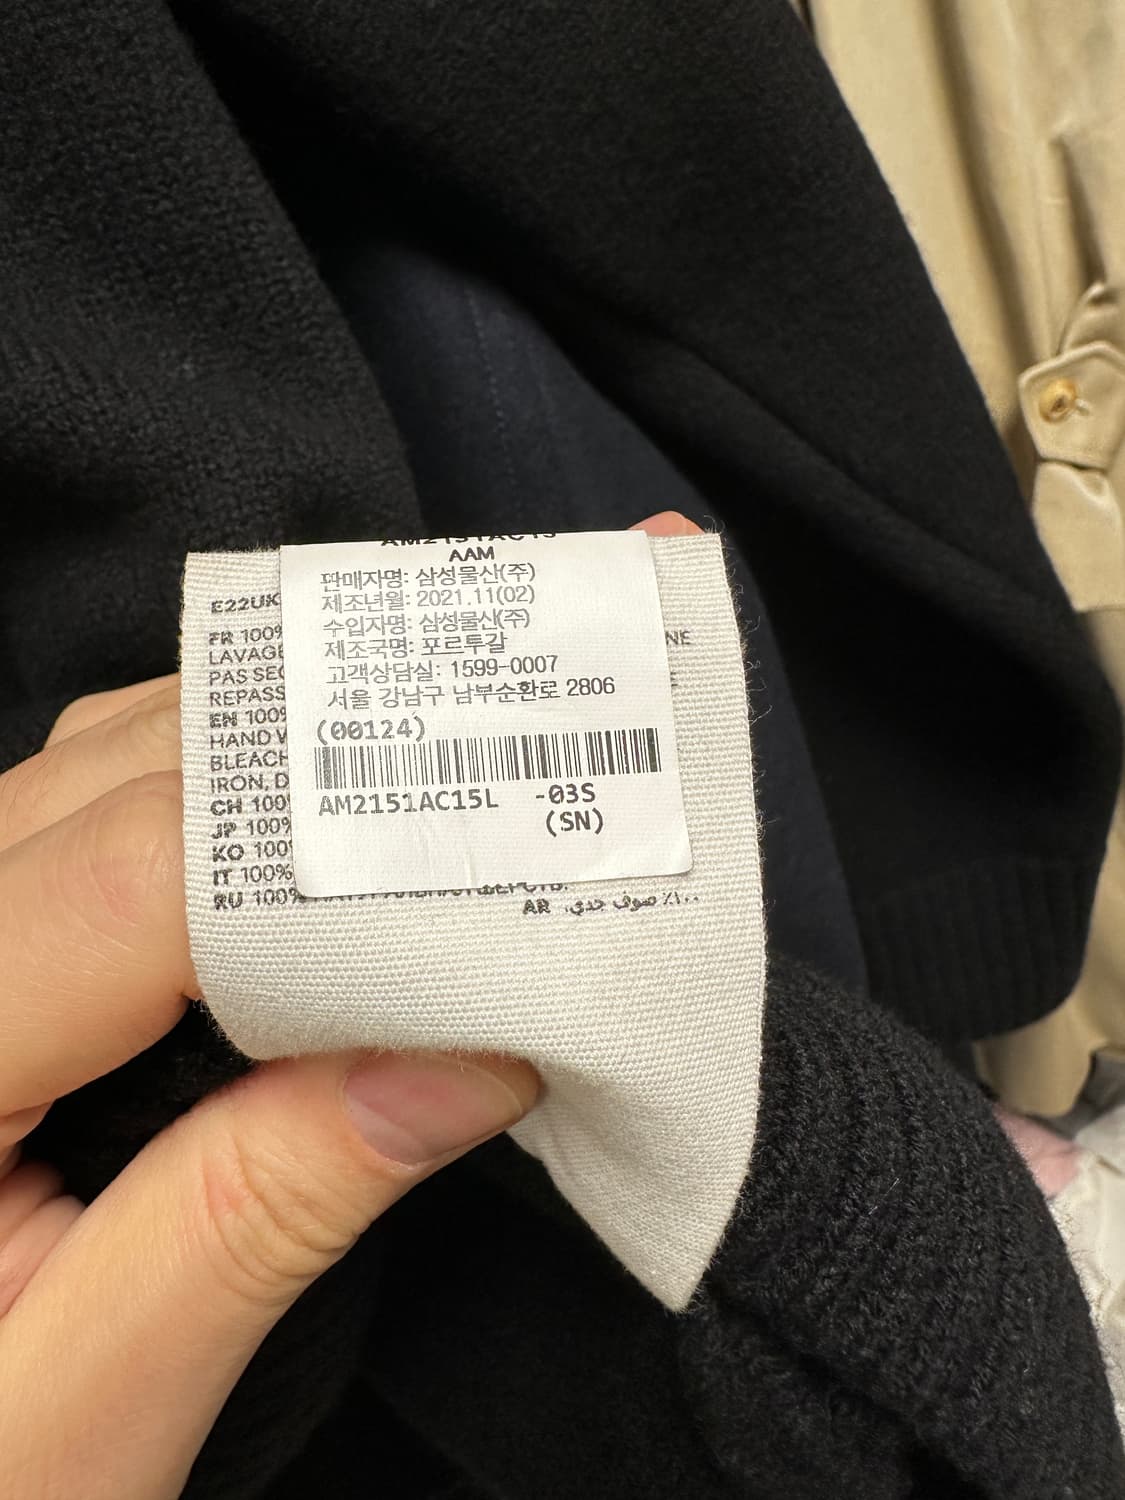 AM2151AC15
AAM
판매자명: 삼성물산(주)
제조년월: 2021.11(02)
수입자명: 삼성물산(주)
제조국명: 포르투갈
고객상담실: 1599-0007
서울 강남구 남부순환로 2806
(00124)
AM2151AC15L -03S
(SN)
E22UK
FR 100%
LAVAGE
PAS SEC
REPASS
EN 100%
HAND
BLEACH
IRON, D
CH 100
JP 100%
KO 100
IT 100%
RU 100%
AR .١٠٠٪ صوف جدي